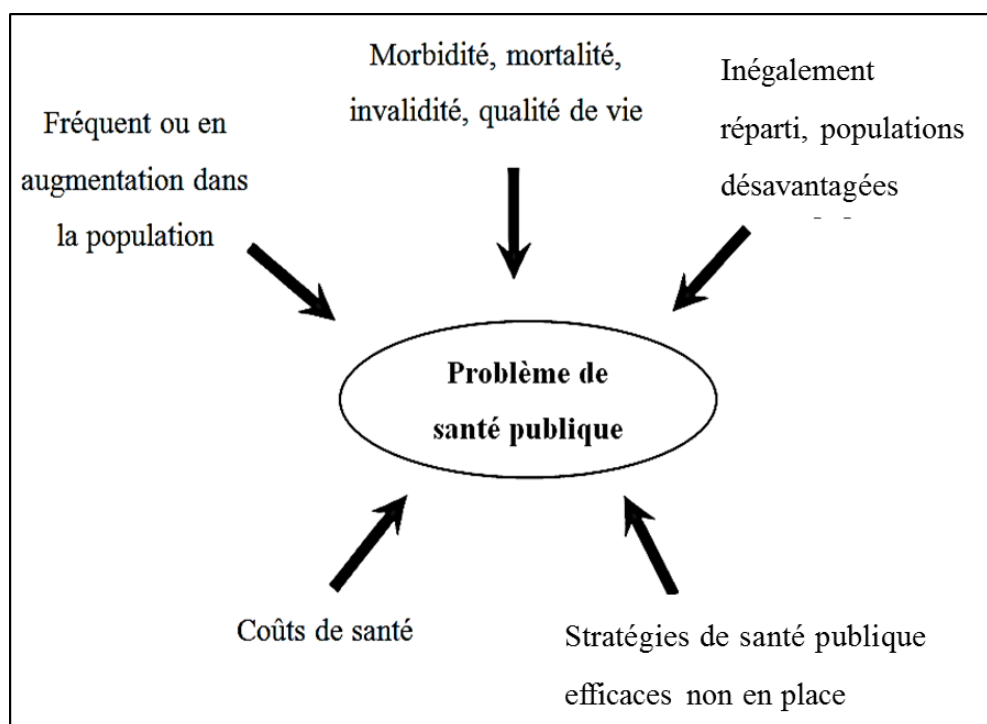 Morbidité, mortalité,
invalidité, qualité de vie
Inégalement
réparti, populations
désavantagées
Fréquent ou en
augmentation dans
la population
Problème de
santé publique
Coûts de santé
Stratégies de santé publique
efficaces non en place